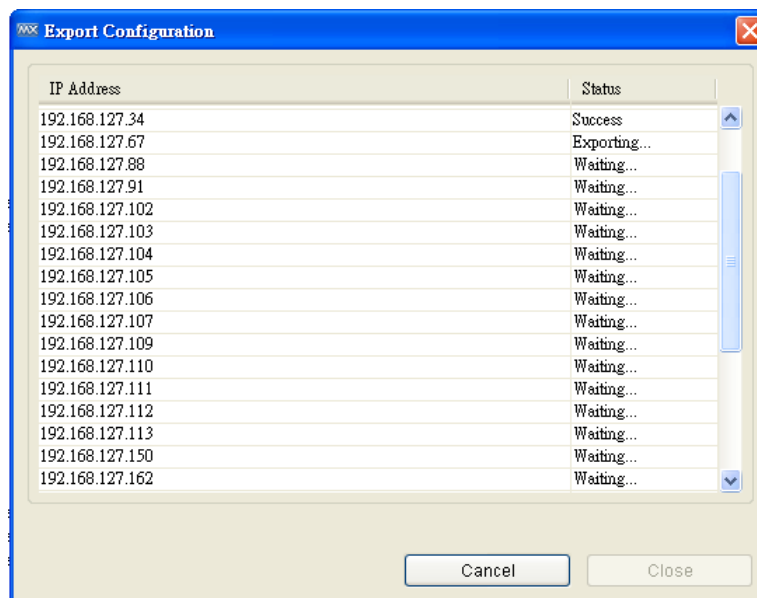 MX Export Configuration
IP Address Status
192.168.127.34 Success
192.168.127.67 Exporting...
192.168.127.88 Waiting...
192.168.127.91 Waiting...
192.168.127.102 Waiting...
192.168.127.103 Waiting...
192.168.127.104 Waiting...
192.168.127.105 Waiting...
192.168.127.106 Waiting...
192.168.127.107 Waiting...
192.168.127.109 Waiting...
192.168.127.110 Waiting...
192.168.127.111 Waiting...
192.168.127.112 Waiting...
192.168.127.113 Waiting...
192.168.127.150 Waiting...
192.168.127.162 Waiting...
Cancel Close